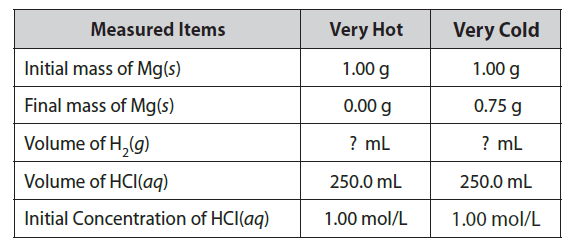 Measured Items Very Hot Very Cold
Initial mass of Mg(s) 1.00 g 1.00 g
Final mass of Mg(s) 0.00 g 0.75 g
Volume of H₂(g) ? mL ? mL
Volume of HCl(aq) 250.0 mL 250.0 mL
Initial Concentration of HCl(aq) 1.00 mol/L 1.00 mol/L